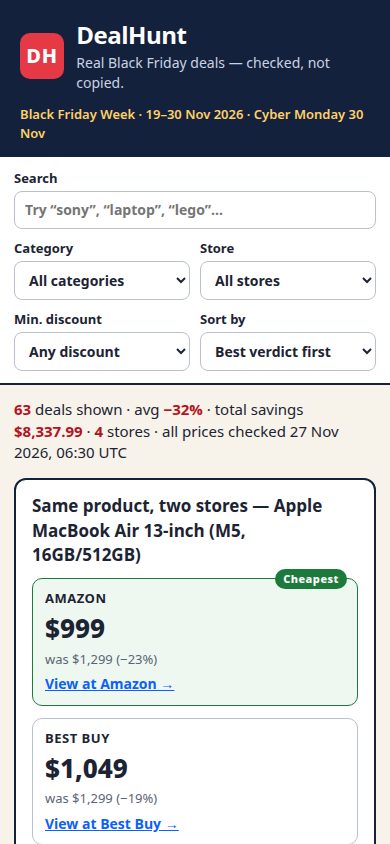 DH
DealHunt
Real Black Friday deals — checked, not
copied.
Black Friday Week · 19–30 Nov 2026 · Cyber Monday 30
Nov
Search
Try “sony”, “laptop”, “lego”…
Category
Store
All categories
All stores
Min. discount
Sort by
Any discount
Best verdict first
63 deals shown · avg −32% · total savings
$8,337.99 · 4 stores · all prices checked 27 Nov
2026, 06:30 UTC
Same product, two stores — Apple
MacBook Air 13-inch (M5,
16GB/512GB)
Cheapest
AMAZON
$999
was $1,299 (−23%)
View at Amazon →
BEST BUY
$1,049
was $1,299 (−19%)
View at Best Buy →